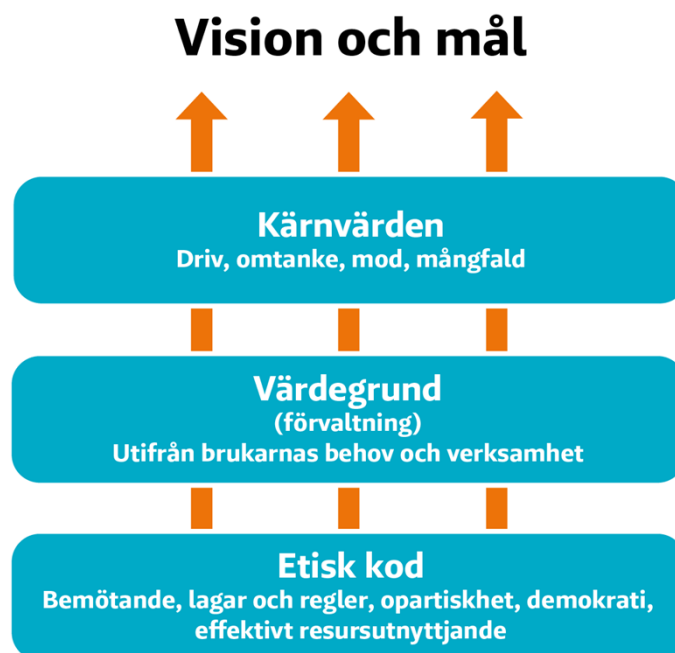 Vision och mål
Kärnvärden
Driv, omtanke, mod, mångfald
Värdegrund
(förvaltning)
Utifrån brukarnas behov och verksamhet
Etisk kod
Bemötande, lagar och regler, opartiskhet, demokrati,
effektivt resursutnyttjande